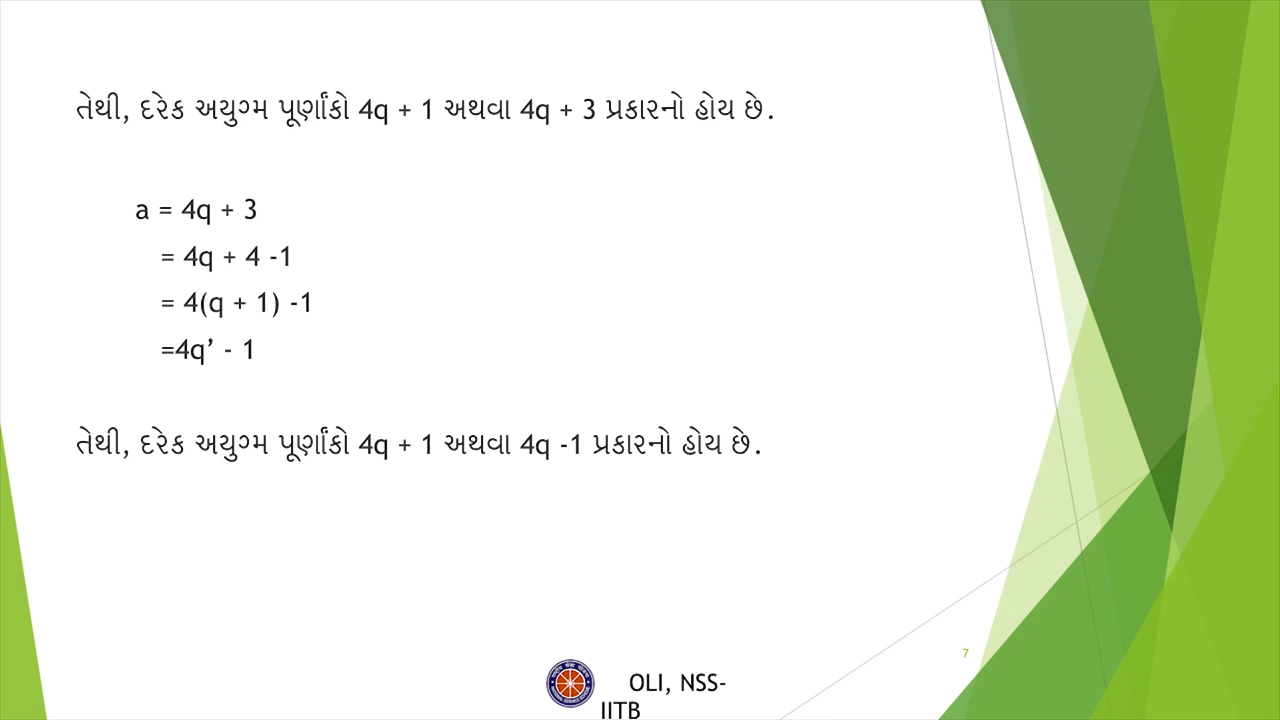 તેથી, દરેક અયુગ્મ પૂર્ણાંકો 4q + 1 અથવા 4q + 3 પ્રકારનો હોય છે.
a = 4q + 3
= 4q + 4 -1
= 4(q + 1) -1
=4q’ - 1
તેથી, દરેક અયુગ્મ પૂર્ણાંકો 4q + 1 અથવા 4q -1 પ્રકારનો હોય છે.
7
OLI, NSS-
IITB